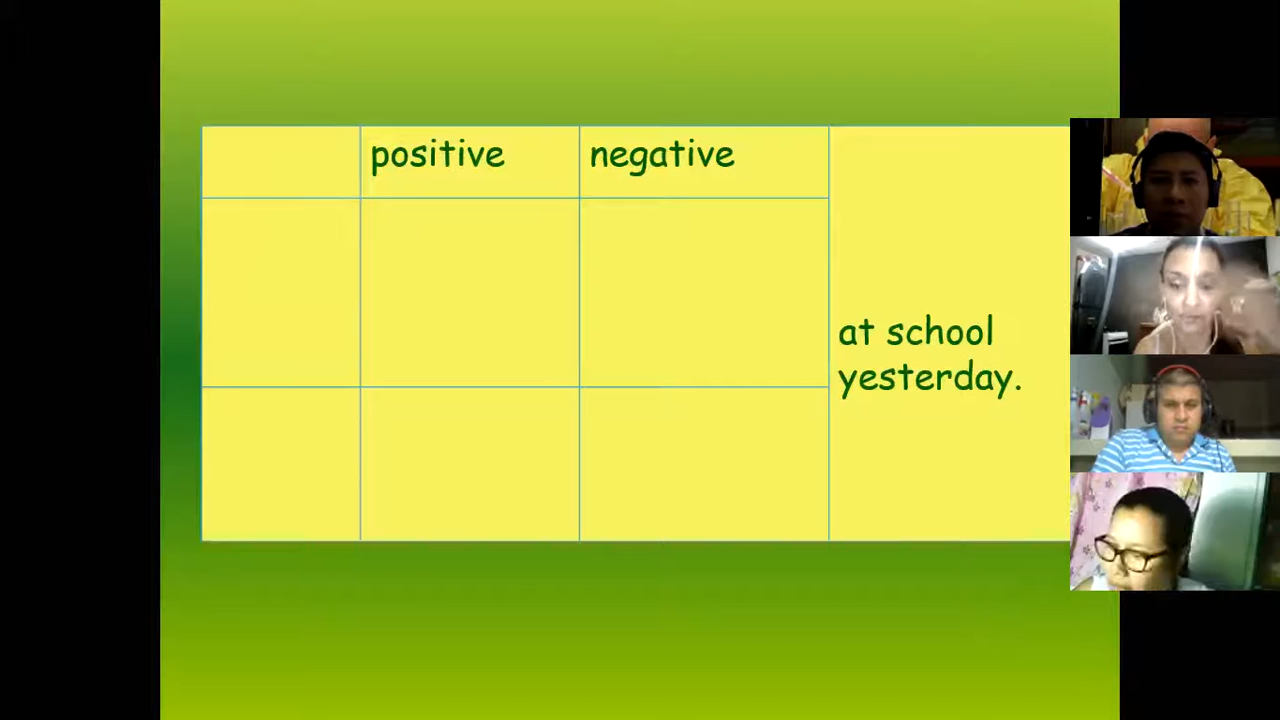 positive
negative
at school
yesterday.